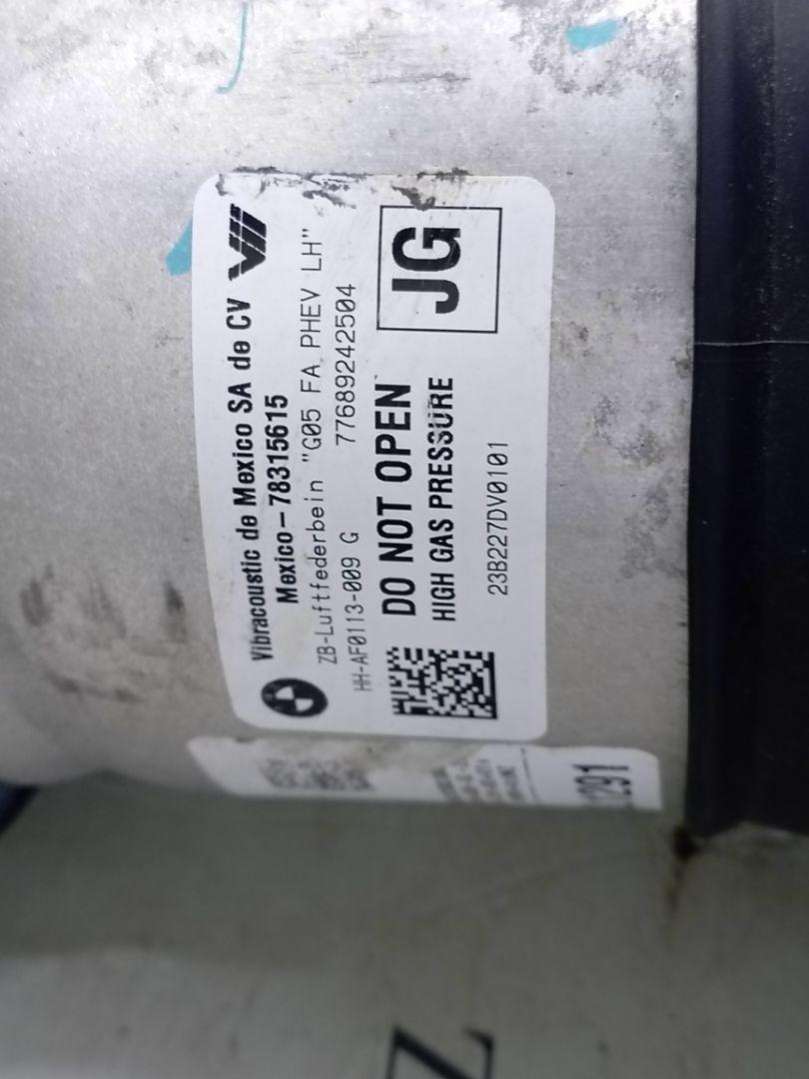 Vibracoustic de Mexico SA de CV
Mexico-78315615
ZB-Luftfederbein "G05 FA PHEV LH"
HH-AF0113-009 G 77689242504
DO NOT OPEN
HIGH GAS PRESSURE
JG
23B227DV0101
Z